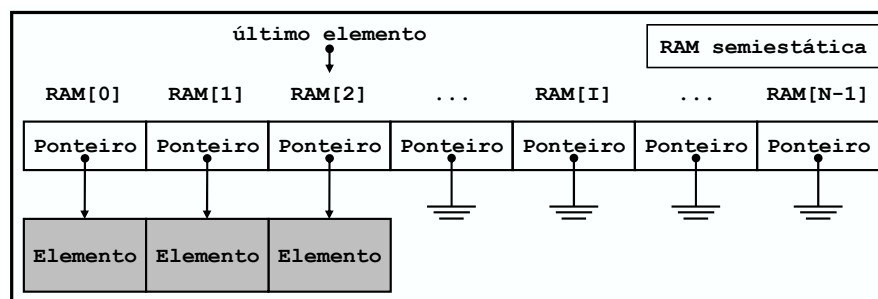 último elemento
RAM semiestática
RAM[0] RAM[1] RAM[2] ... RAM[I] ... RAM[N-1]
Ponteiro Ponteiro Ponteiro Ponteiro Ponteiro Ponteiro Ponteiro
Elemento Elemento Elemento